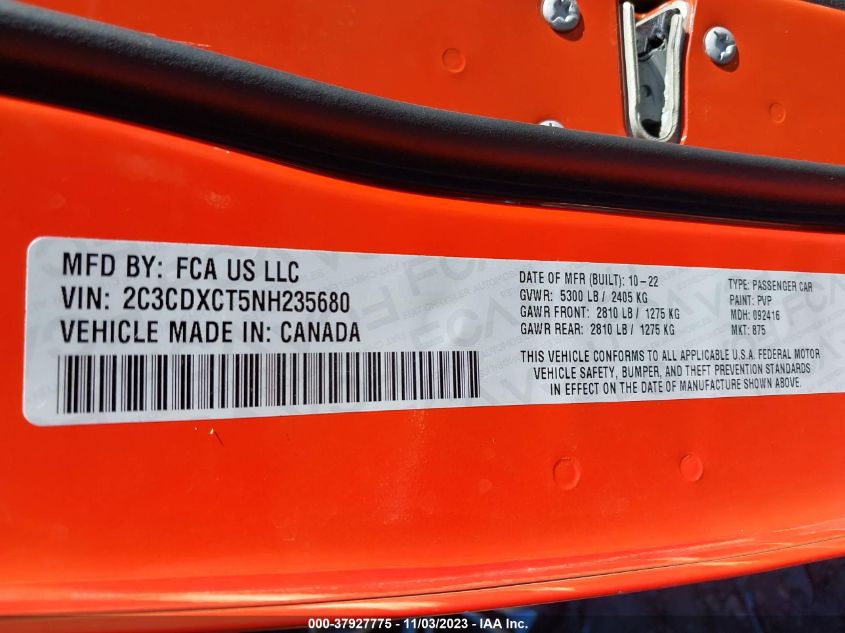 MFD BY: FCA US LLC
VIN: 2C3CDXCT5NH235680
VEHICLE MADE IN: CANADA
DATE OF MFR (BUILT): 10-22
GVWR: 5300 LB / 2405 KG
GAWR FRONT: 2810 LB / 1275 KG
GAWR REAR: 2810 LB / 1275 KG
TYPE: PASSENGER CAR
PAINT: PVP
MDH: 092416
MKT: 875
THIS VEHICLE CONFORMS TO ALL APPLICABLE U.S.A. FEDERAL MOTOR
VEHICLE SAFETY, BUMPER, AND THEFT PREVENTION STANDARDS
IN EFFECT ON THE DATE OF MANUFACTURE SHOWN ABOVE.
000-37927775 - 11/03/2023 - IAA Inc.